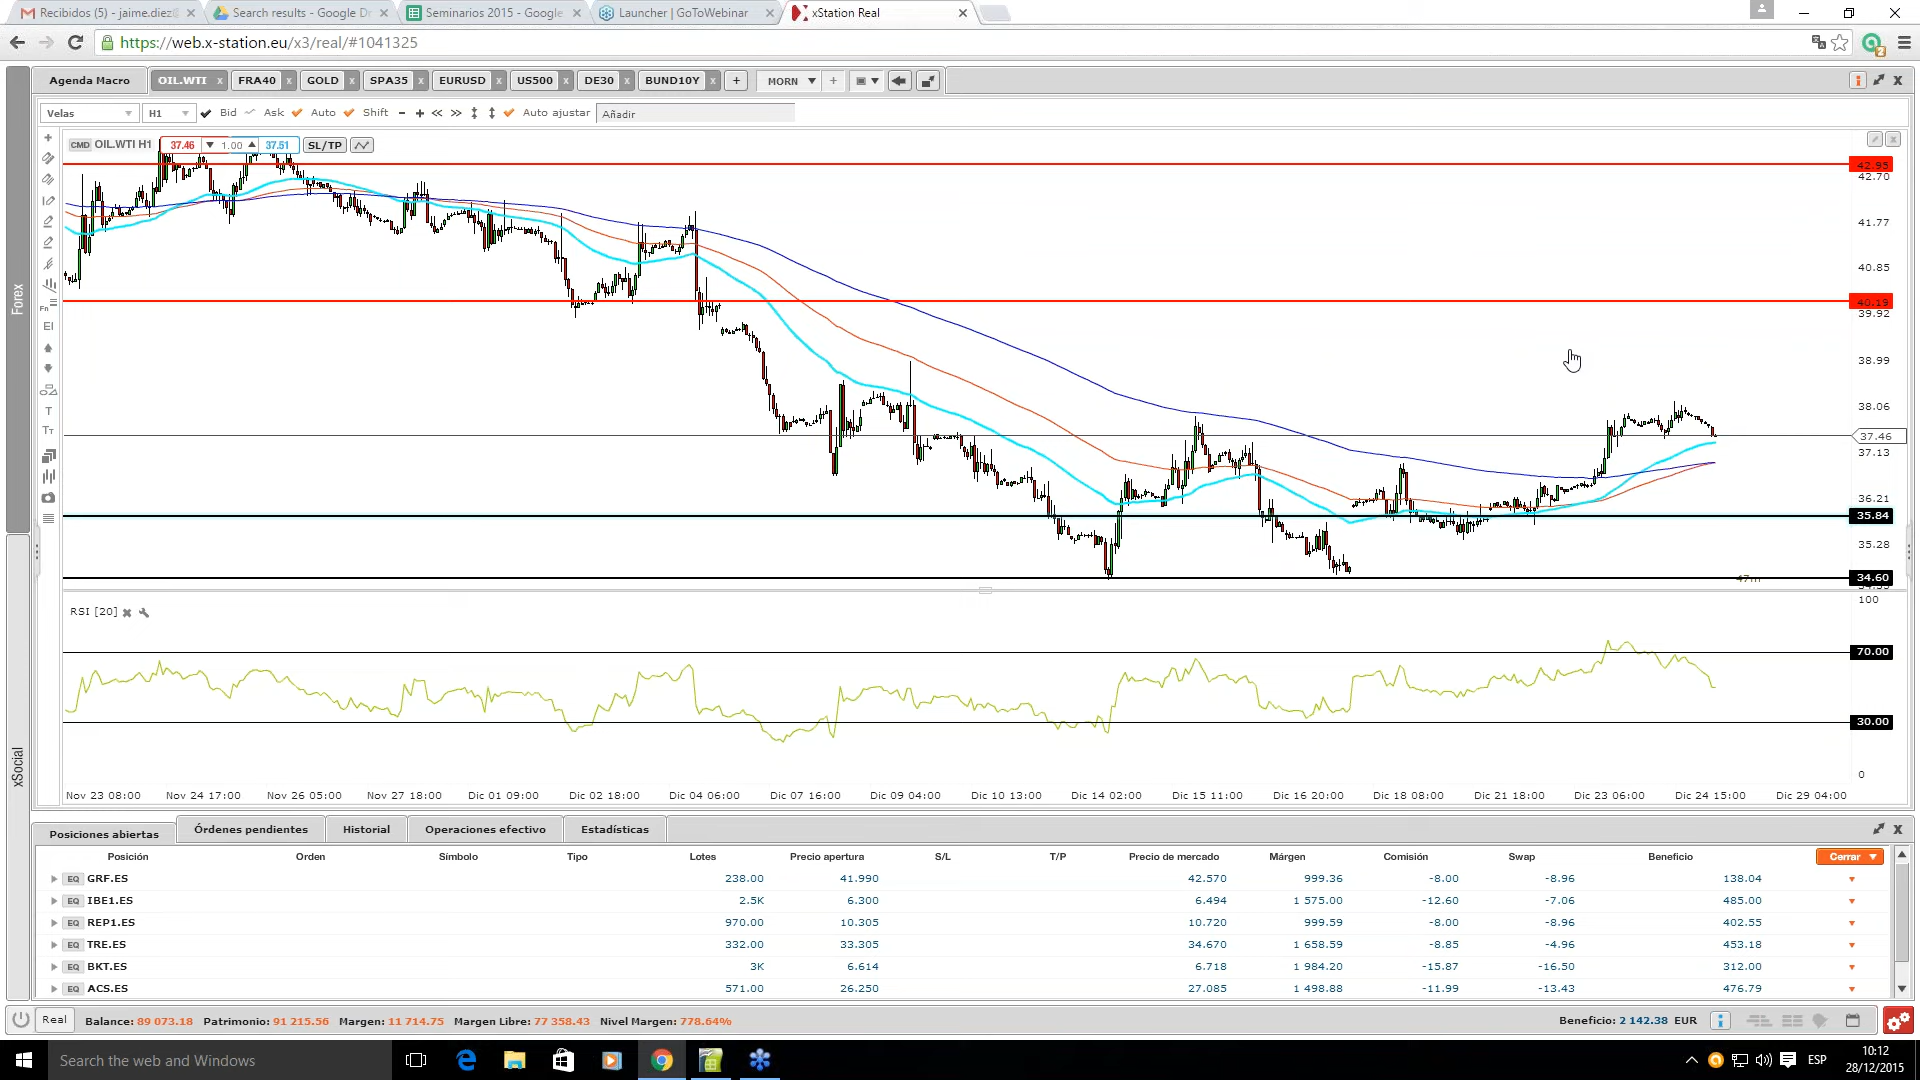 Recibidos (5) - jaime.diez@ Search results - Google Dr Seminarios 2015 - Google Launcher | GoToWebinar xStation Real
https://web.x-station.eu/x3/real/#1041325
Agenda Macro OIL.WTI x FRA40 x GOLD x SPA35 x EURUSD x US500 x DE30 x BUND10Y x + MORN +
Velas H1 Bid Ask Auto Shift Auto ajustar Añadir
CMD OIL.WTI H1 37.46 1.00 37.51 SL/TP
42.95
42.70
41.77
40.85
40.19
39.92
38.99
38.06
37.46
37.13
36.21
35.84
35.28
34.60
47m
Forex
xSocial
RSI [20]
100
70.00
30.00
0
Nov 23 08:00 Nov 24 17:00 Nov 26 05:00 Nov 27 18:00 Dic 01 09:00 Dic 02 18:00 Dic 04 06:00 Dic 07 16:00 Dic 09 04:00 Dic 10 13:00 Dic 14 02:00 Dic 15 11:00 Dic 16 20:00 Dic 18 08:00 Dic 21 18:00 Dic 23 06:00 Dic 24 15:00 Dic 29 04:00
Posiciones abiertas Órdenes pendientes Historial Operaciones efectivo Estadísticas
Posición Orden Símbolo Tipo Lotes Precio apertura S/L T/P Precio de mercado Márgen Comisión Swap Beneficio Cerrar
EQ GRF.ES 238.00 41.990 42.570 999.36 -8.00 -8.96 138.04
EQ IBE1.ES 2.5K 6.300 6.494 1 575.00 -12.60 -7.06 485.00
EQ REP1.ES 970.00 10.305 10.720 999.59 -8.00 -8.96 402.55
EQ TRE.ES 332.00 33.305 34.670 1 658.59 -8.85 -4.96 453.18
EQ BKT.ES 3K 6.614 6.718 1 984.20 -15.87 -16.50 312.00
EQ ACS.ES 571.00 26.250 27.085 1 498.88 -11.99 -13.43 476.79
Real Balance: 89 073.18 Patrimonio: 91 215.56 Margen: 11 714.75 Margen Libre: 77 358.43 Nivel Margen: 778.64% Beneficio: 2 142.38 EUR
Search the web and Windows ESP 10:12
28/12/2015